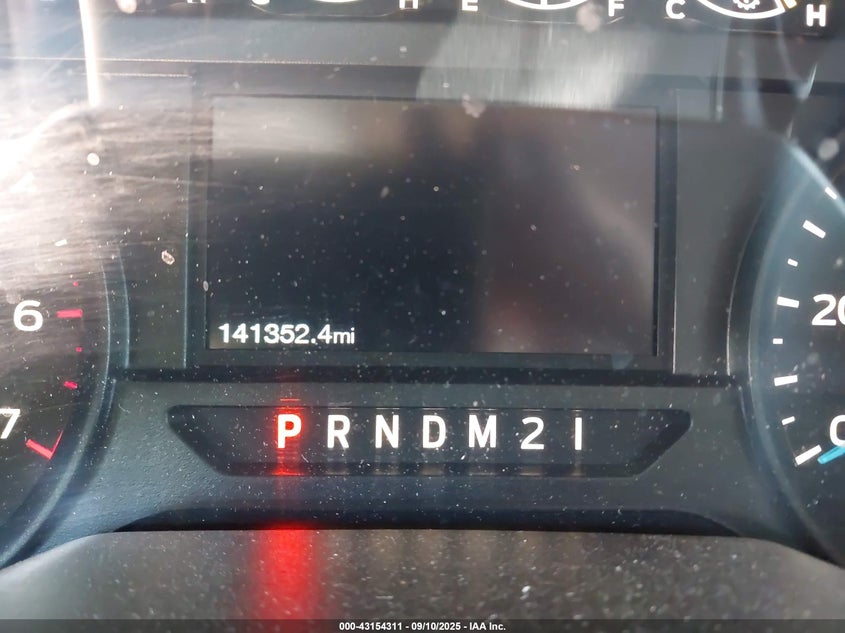 H E F C H
141352.4mi
6
20
7
P R N D M 2 1
0
000-43154311 - 09/10/2025 - IAA Inc.